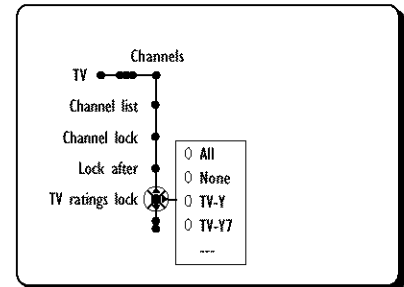 Channels
TV
Channel list
Channel lock
Lock after
TV ratings lock
All
None
TV-Y
TV-Y7
---